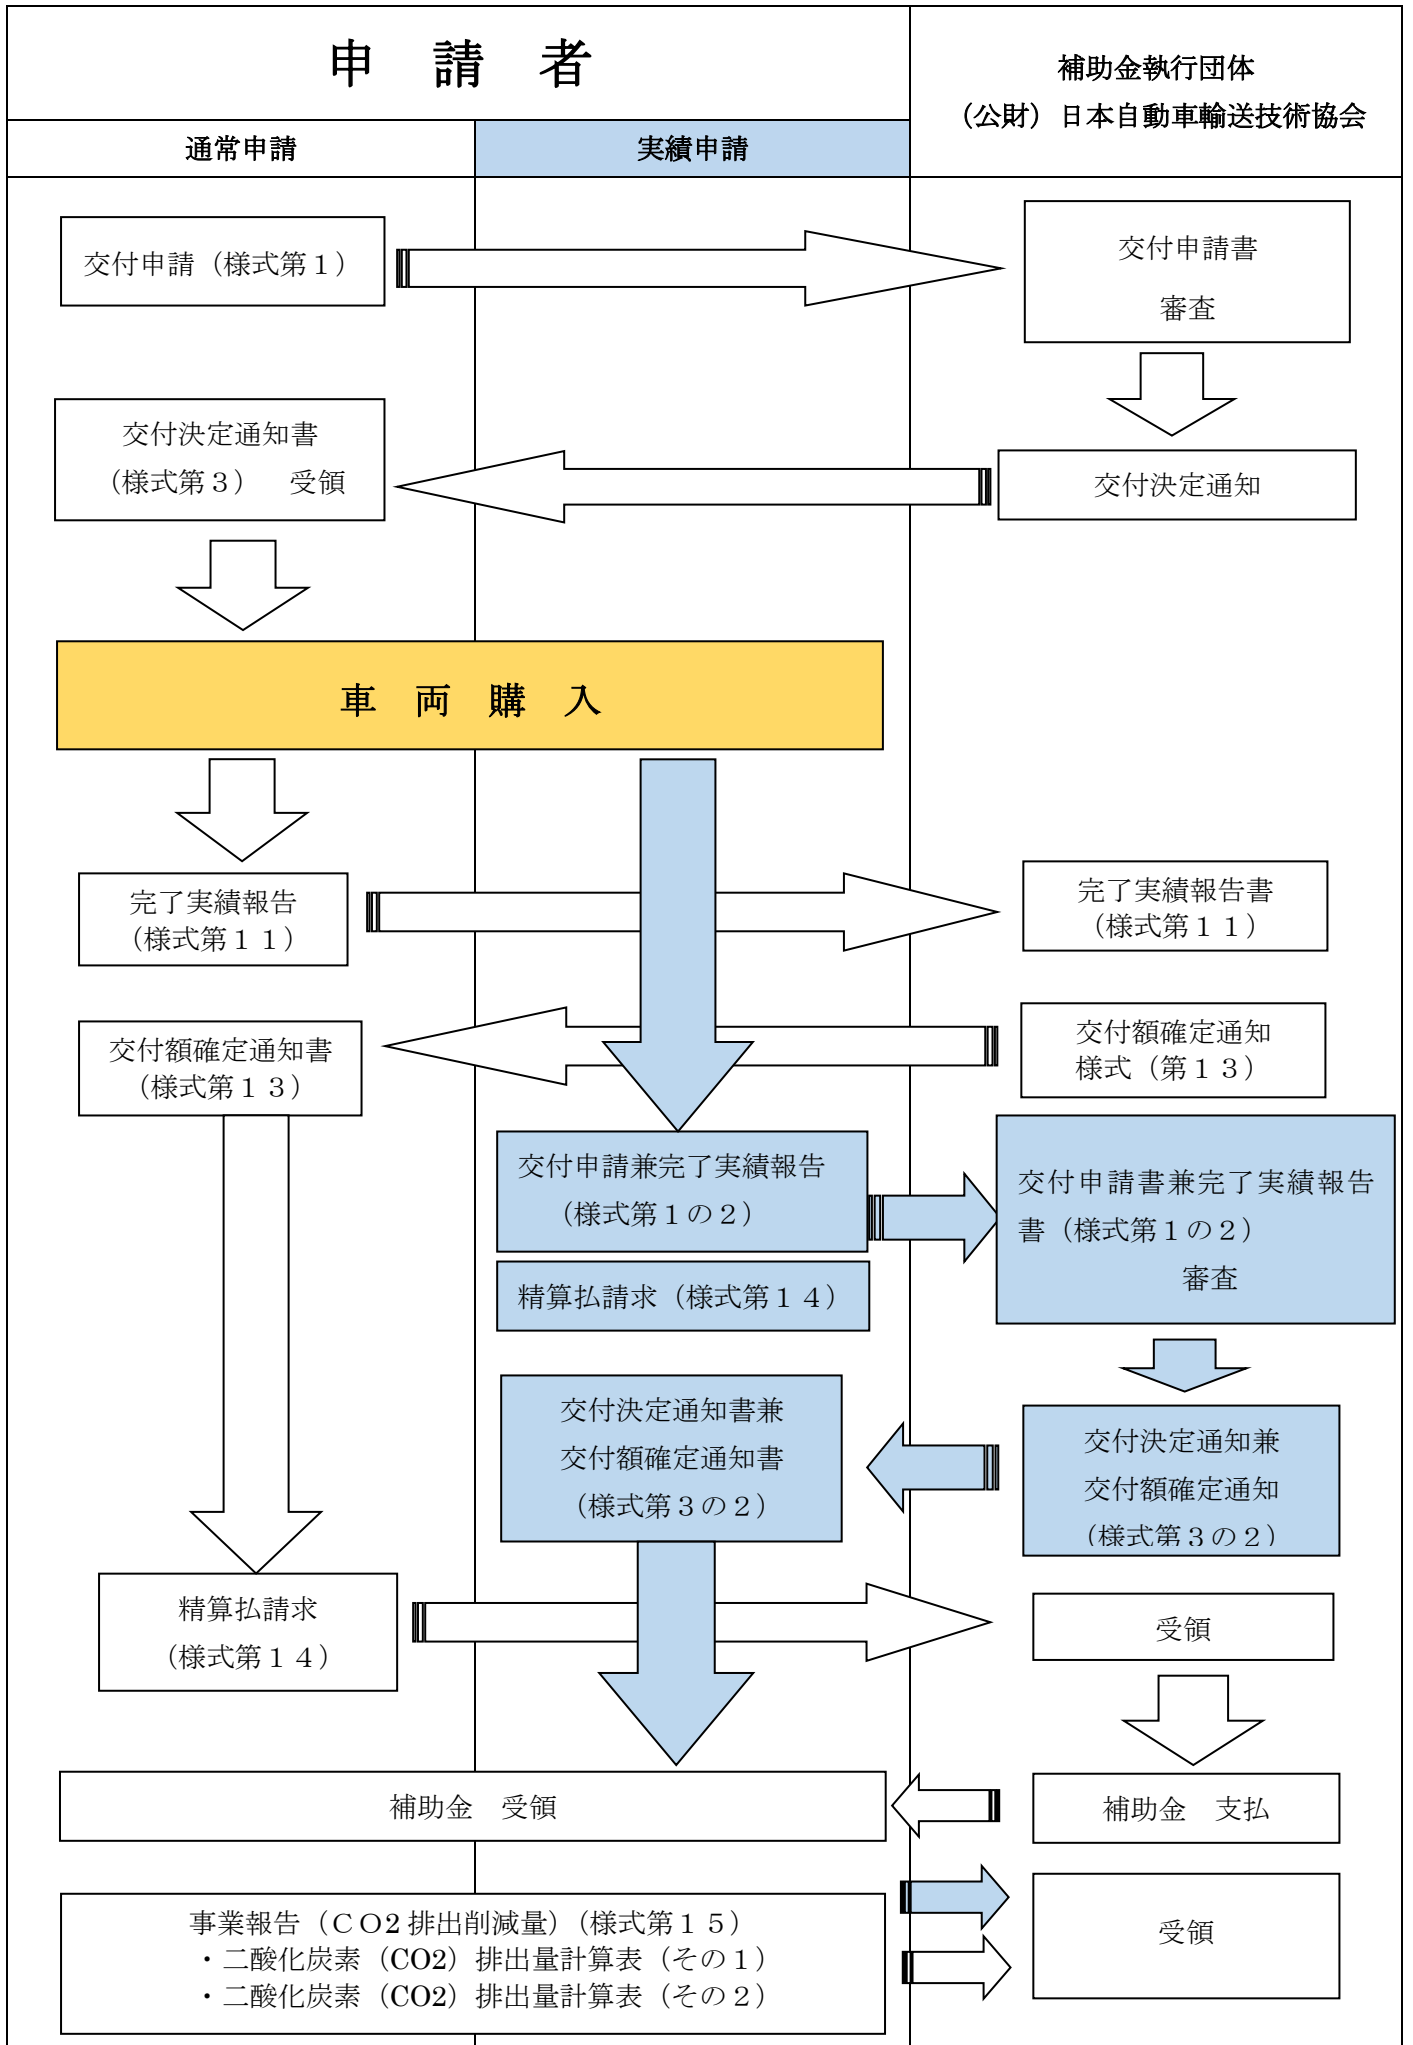 申　請　者
補助金執行団体
（公財）日本自動車輸送技術協会
通常申請
実績申請
交付申請（様式第１）
交付申請書
審査
交付決定通知書
（様式第３）　受領
交付決定通知
車　両　購　入
完了実績報告
（様式第１１）
完了実績報告書
（様式第１１）
交付額確定通知書
（様式第１３）
交付額確定通知
様式（第１３）
交付申請兼完了実績報告
（様式第１の２）
精算払請求（様式第１４）
交付申請書兼完了実績報告
書（様式第１の２）
審査
交付決定通知書兼
交付額確定通知書
（様式第３の２）
交付決定通知兼
交付額確定通知
（様式第３の２）
精算払請求
（様式第１４）
受領
補助金　受領
補助金　支払
事業報告（ＣＯ2 排出削減量）（様式第１５）
・二酸化炭素（CO2）排出量計算表（その１）
・二酸化炭素（CO2）排出量計算表（その２）
受領